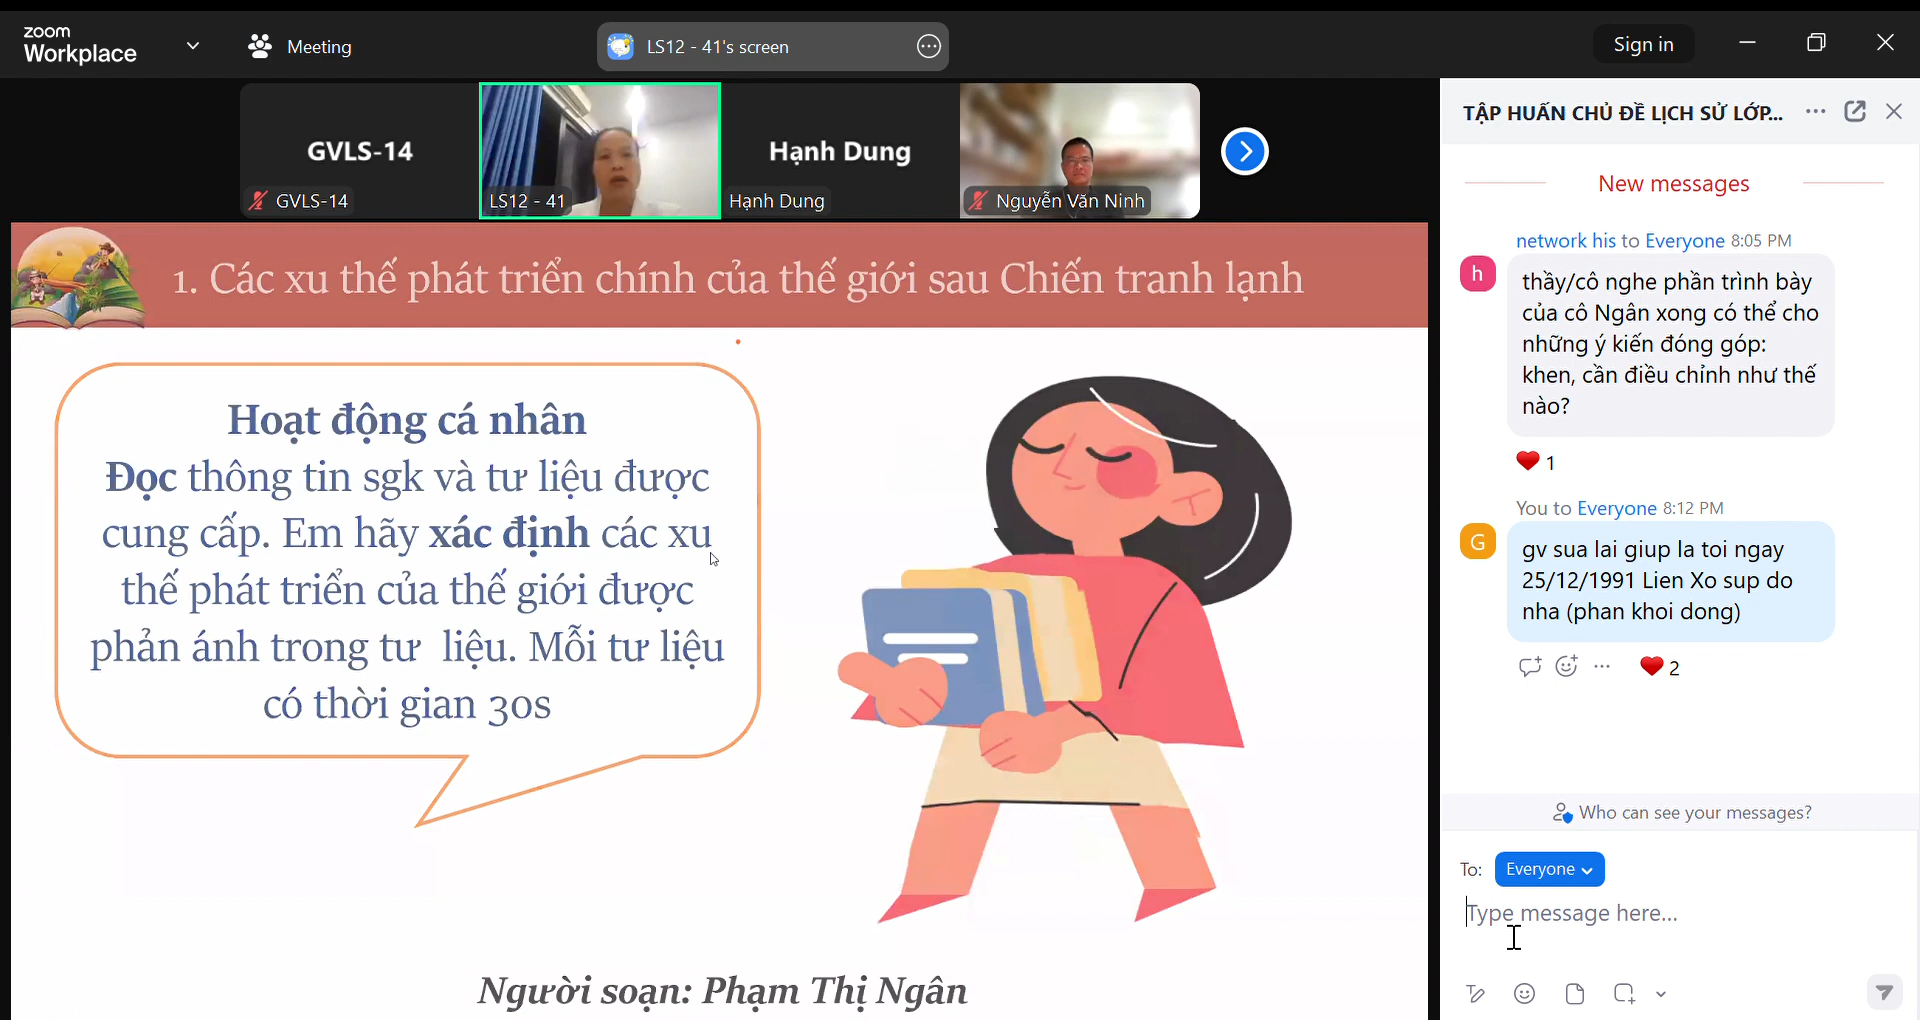 zoom
Workplace
Meeting
LS12 - 41's screen
Sign in
GVLS-14
GVLS-14
LS12 - 41
Hạnh Dung
Hạnh Dung
Nguyễn Văn Ninh
1. Các xu thế phát triển chính của thế giới sau Chiến tranh lạnh
Hoạt động cá nhân
Đọc thông tin sgk và tư liệu được
cung cấp. Em hãy xác định các xu
thế phát triển của thế giới được
phản ánh trong tư liệu. Mỗi tư liệu
có thời gian 30s
Người soạn: Phạm Thị Ngân
TẬP HUẤN CHỦ ĐỀ LỊCH SỬ LỚP...
New messages
network his to Everyone 8:05 PM
h
thầy/cô nghe phần trình bày
của cô Ngân xong có thể cho
những ý kiến đóng góp:
khen, cần điều chỉnh như thế
nào?
1
You to Everyone 8:12 PM
G
gv sua lai giup la toi ngay
25/12/1991 Lien Xo sup do
nha (phan khoi dong)
2
Who can see your messages?
To: Everyone
Type message here...